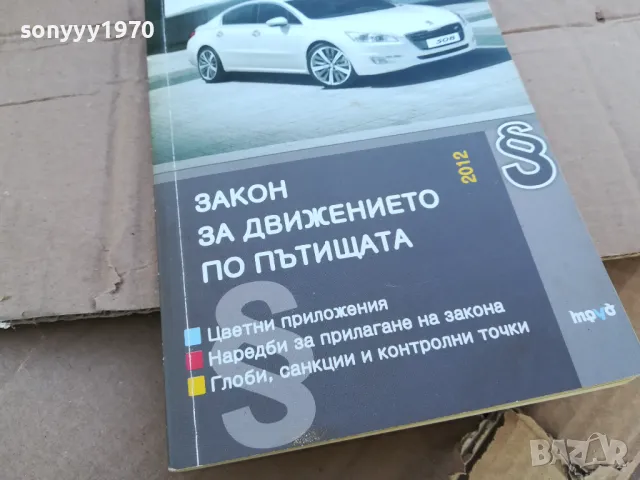 sonyyy1970
508
2012
§
ЗАКОН
ЗА ДВИЖЕНИЕТО
ПО ПЪТИЩАТА
§
Цветни приложения
Наредби за прилагане на закона
Глоби, санкции и контролни точки
BAZAR